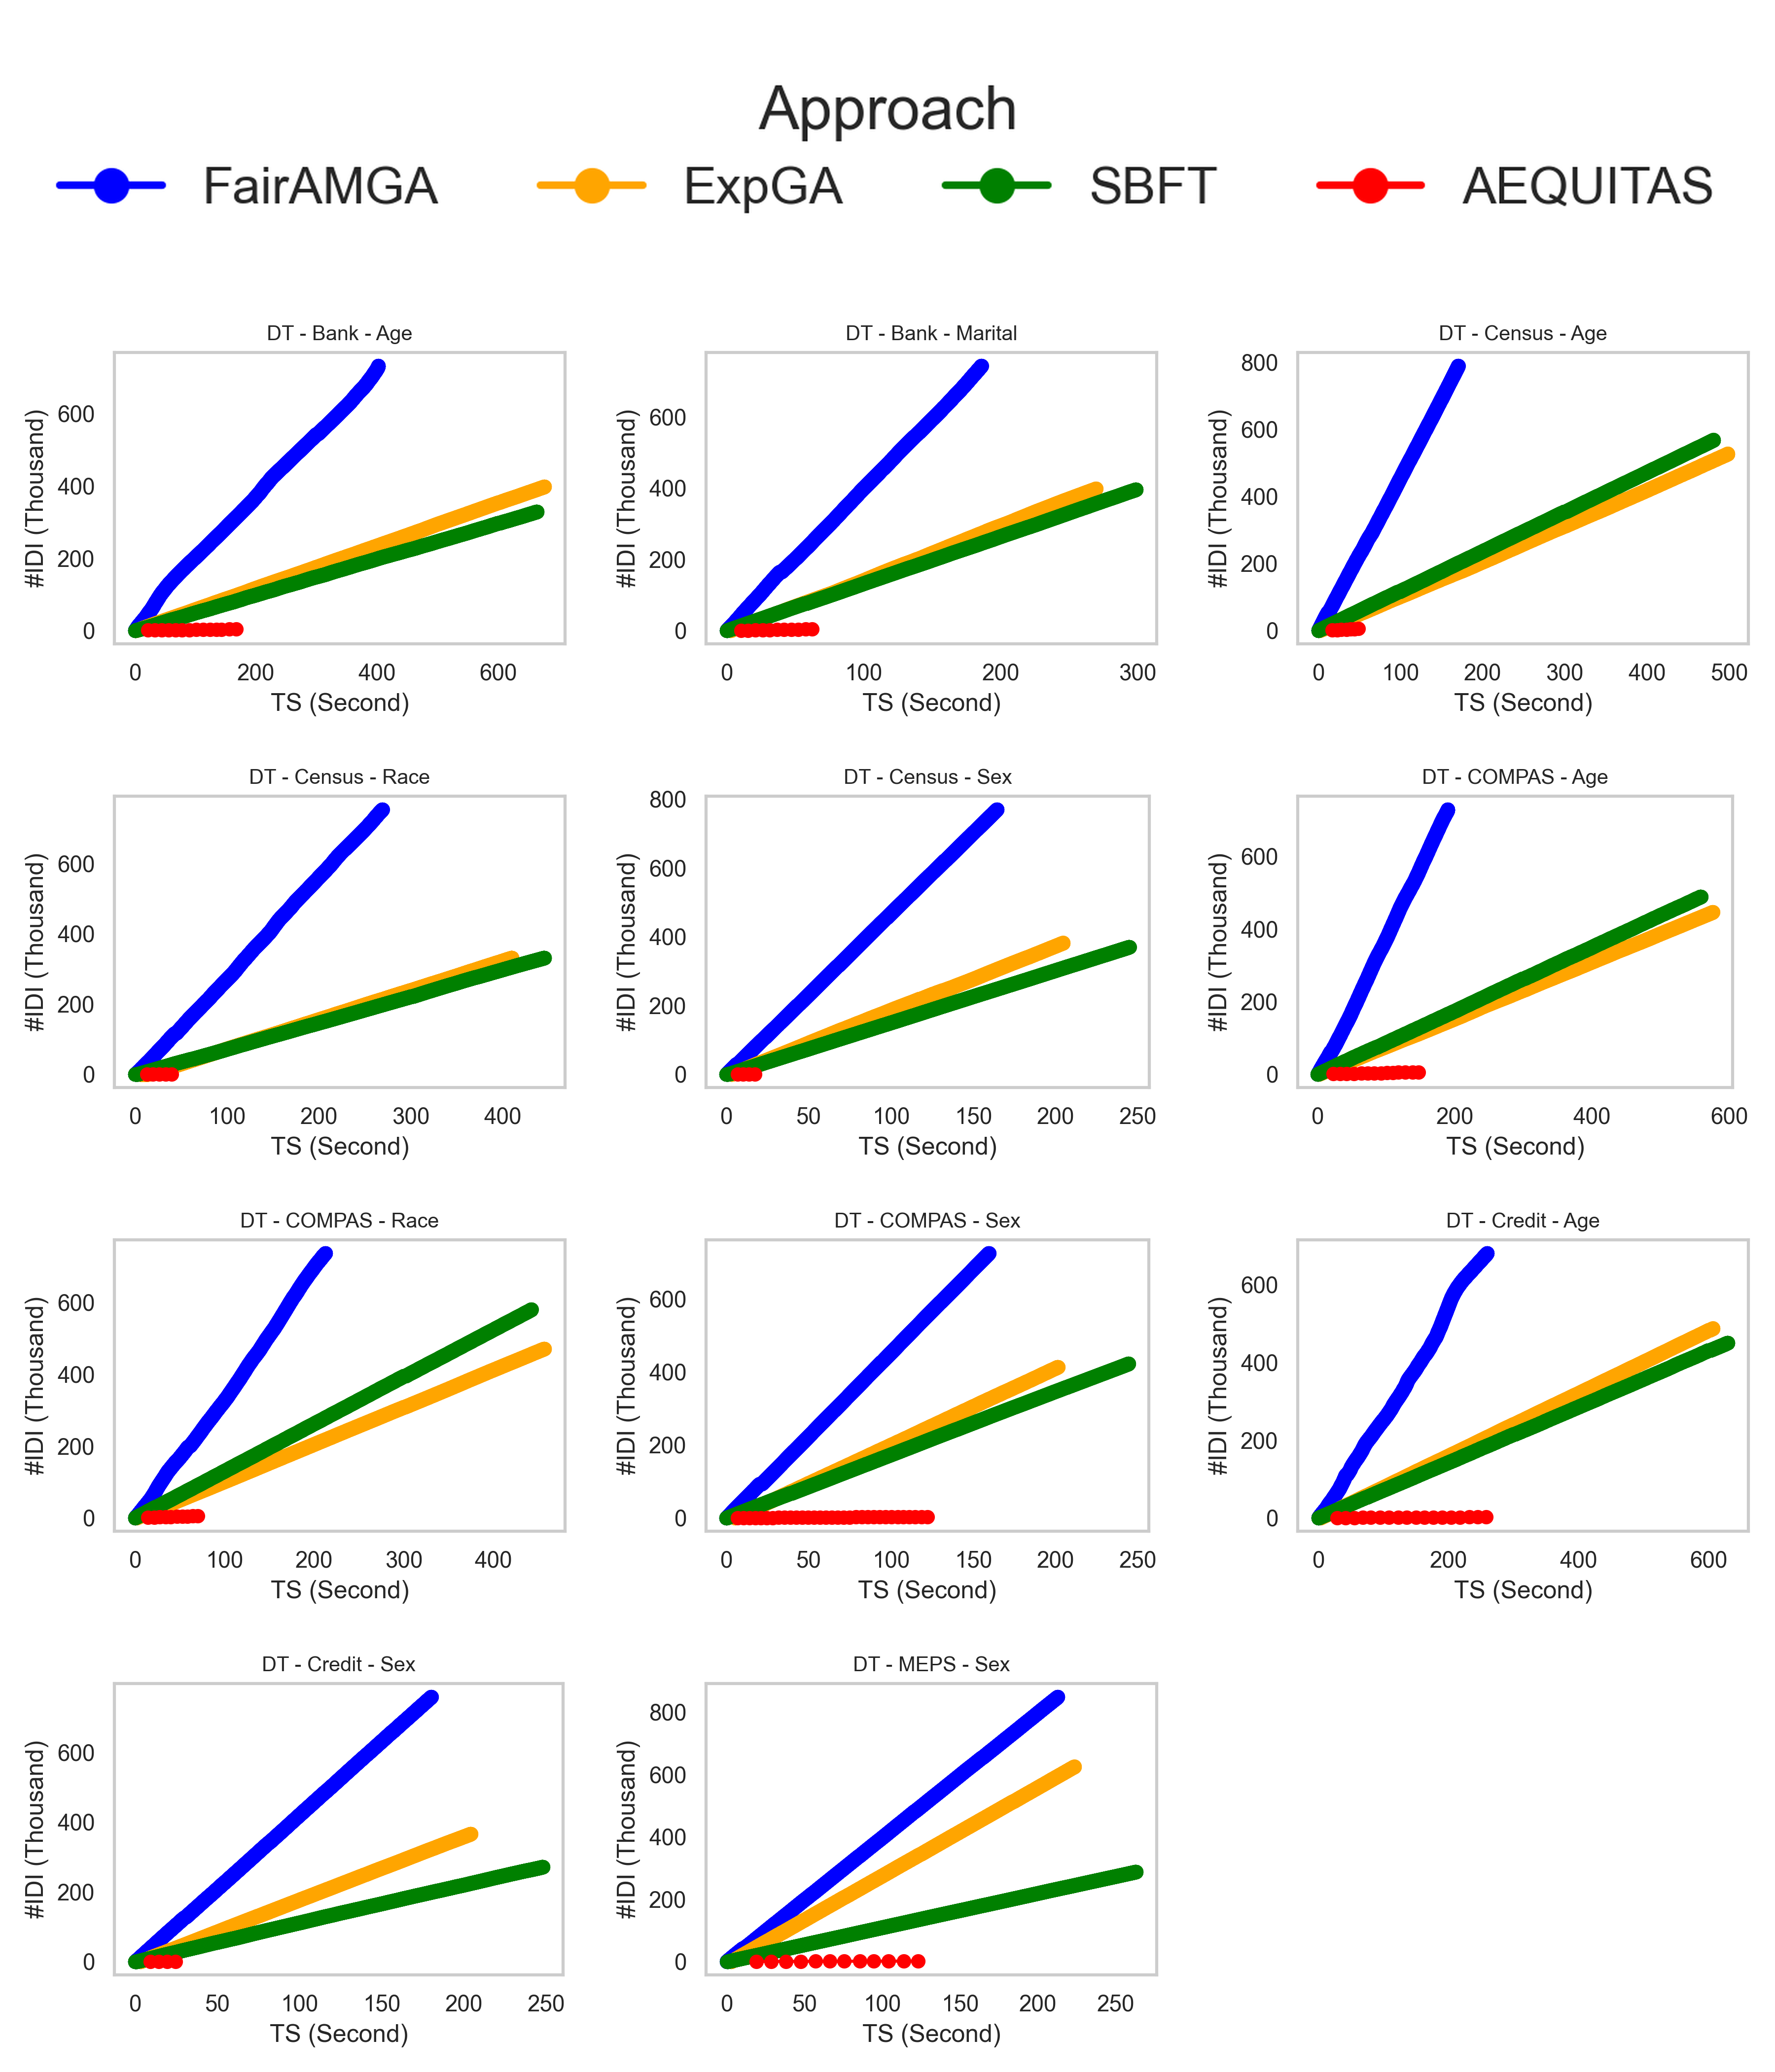 Approach
FairAMGA ExpGA SBFT AEQUITAS
DT - Bank - Age
#IDI (Thousand)
600
400
200
0
0 200 400 600
TS (Second)
DT - Bank - Marital
#IDI (Thousand)
600
400
200
0
0 100 200 300
TS (Second)
DT - Census - Age
#IDI (Thousand)
800
600
400
200
0
0 100 200 300 400 500
TS (Second)
DT - Census - Race
#IDI (Thousand)
600
400
200
0
0 100 200 300 400
TS (Second)
DT - Census - Sex
#IDI (Thousand)
800
600
400
200
0
0 50 100 150 200 250
TS (Second)
DT - COMPAS - Age
#IDI (Thousand)
600
400
200
0
0 200 400 600
TS (Second)
DT - COMPAS - Race
#IDI (Thousand)
600
400
200
0
0 100 200 300 400
TS (Second)
DT - COMPAS - Sex
#IDI (Thousand)
600
400
200
0
0 50 100 150 200 250
TS (Second)
DT - Credit - Age
#IDI (Thousand)
600
400
200
0
0 200 400 600
TS (Second)
DT - Credit - Sex
#IDI (Thousand)
600
400
200
0
0 50 100 150 200 250
TS (Second)
DT - MEPS - Sex
#IDI (Thousand)
800
600
400
200
0
0 50 100 150 200 250
TS (Second)